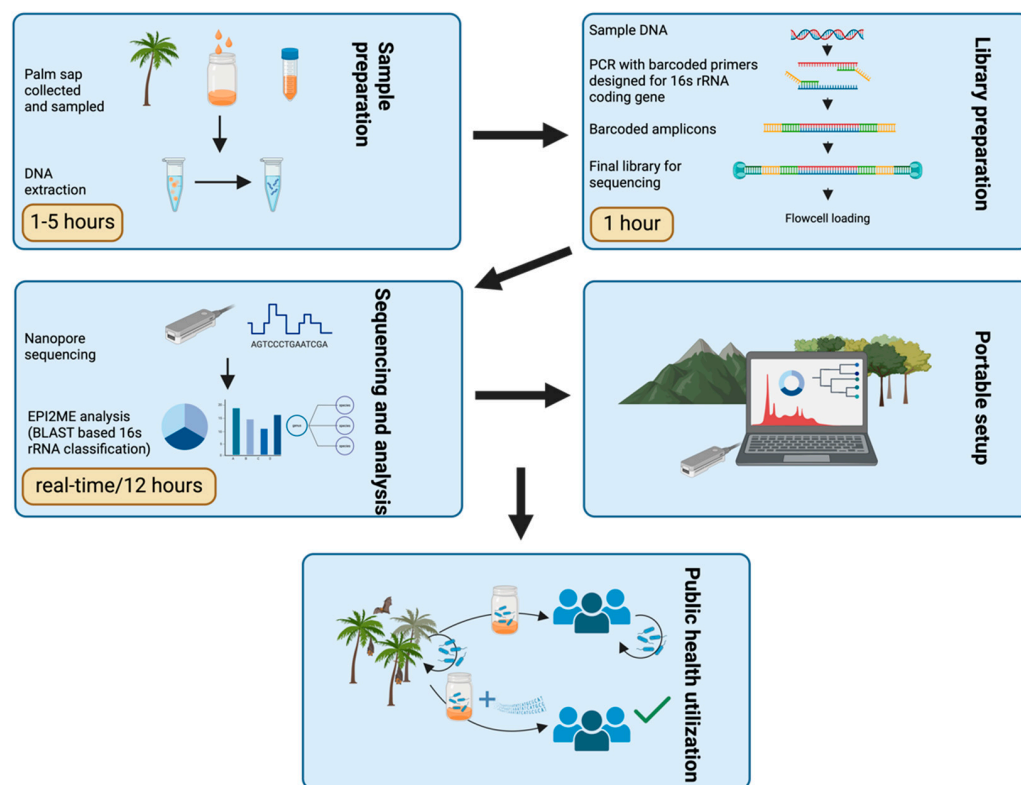 Palm sap
collected
and sampled
DNA
extraction
1-5 hours
Sample
preparation
Sample DNA
PCR with barcoded primers
designed for 16s rRNA
coding gene
Barcoded amplicons
Final library for
sequencing
Flowcell loading
1 hour
Library preparation
Nanopore
sequencing
AGTCCCTGAATCGA
EPI2ME analysis
(BLAST based 16s
rRNA classification)
real-time/12 hours
Sequencing and analysis
Portable setup
Public health utilization